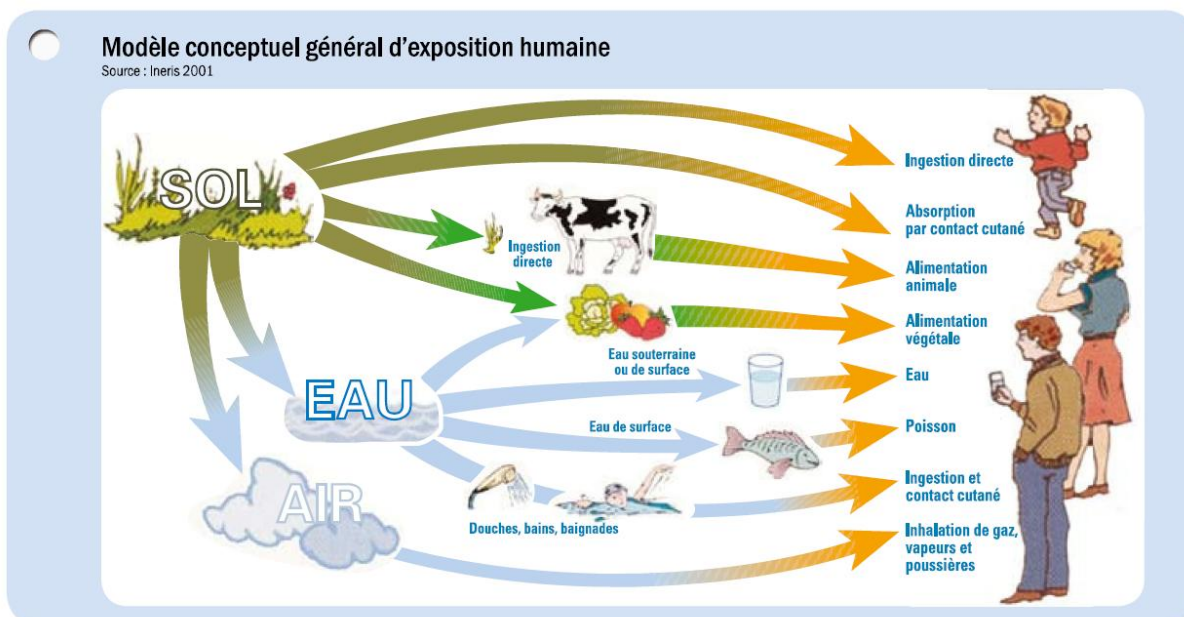 Modèle conceptuel général d'exposition humaine
Source : Ineris 2001
SOL
Ingestion directe
Absorption
par contact cutané
Ingestion
directe
Alimentation
animale
Alimentation
végétale
Eau souterraine
ou de surface
EAU
Eau
Eau de surface
Poisson
AIR
Ingestion et
contact cutané
Douches, bains, baignades
Inhalation de gaz,
vapeurs et
poussières